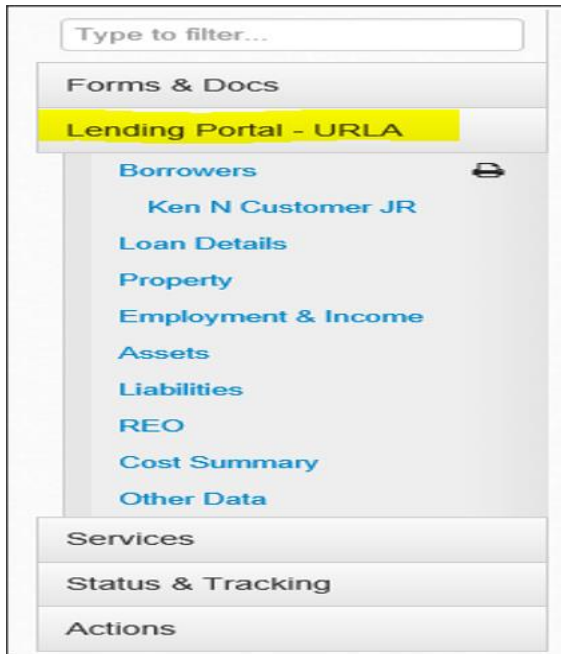 Type to filter...
Forms & Docs
Lending Portal - URLA
Borrowers
Ken N Customer JR
Loan Details
Property
Employment & Income
Assets
Liabilities
REO
Cost Summary
Other Data
Services
Status & Tracking
Actions